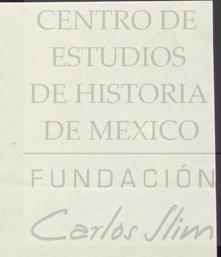 CENTRO DE
ESTUDIOS
DE HISTORIA
DE MEXICO
FUNDACIÓN
Carlos Slim